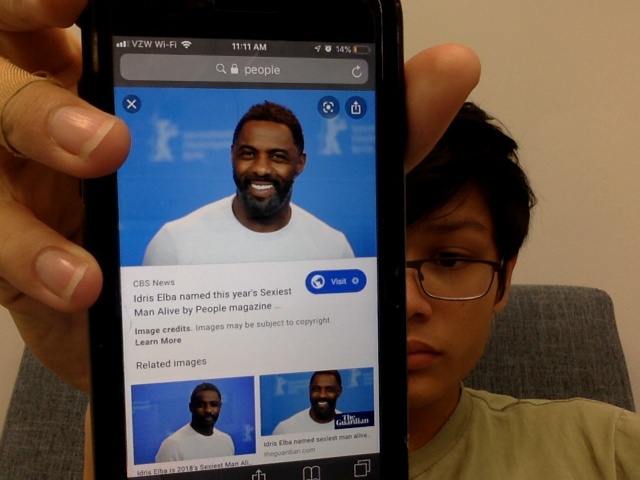 VZW Wi-Fi 11:11 AM 14%
people
CBS News
Visit
Idris Elba named this year's Sexiest
Man Alive by People magazine ...
Image credits. Images may be subject to copyright.
Learn More
Related images
The
Guardian
Idris Elba named sexiest man alive...
theguardian.com
Idris Elba is 2018's Sexiest Man Ali...